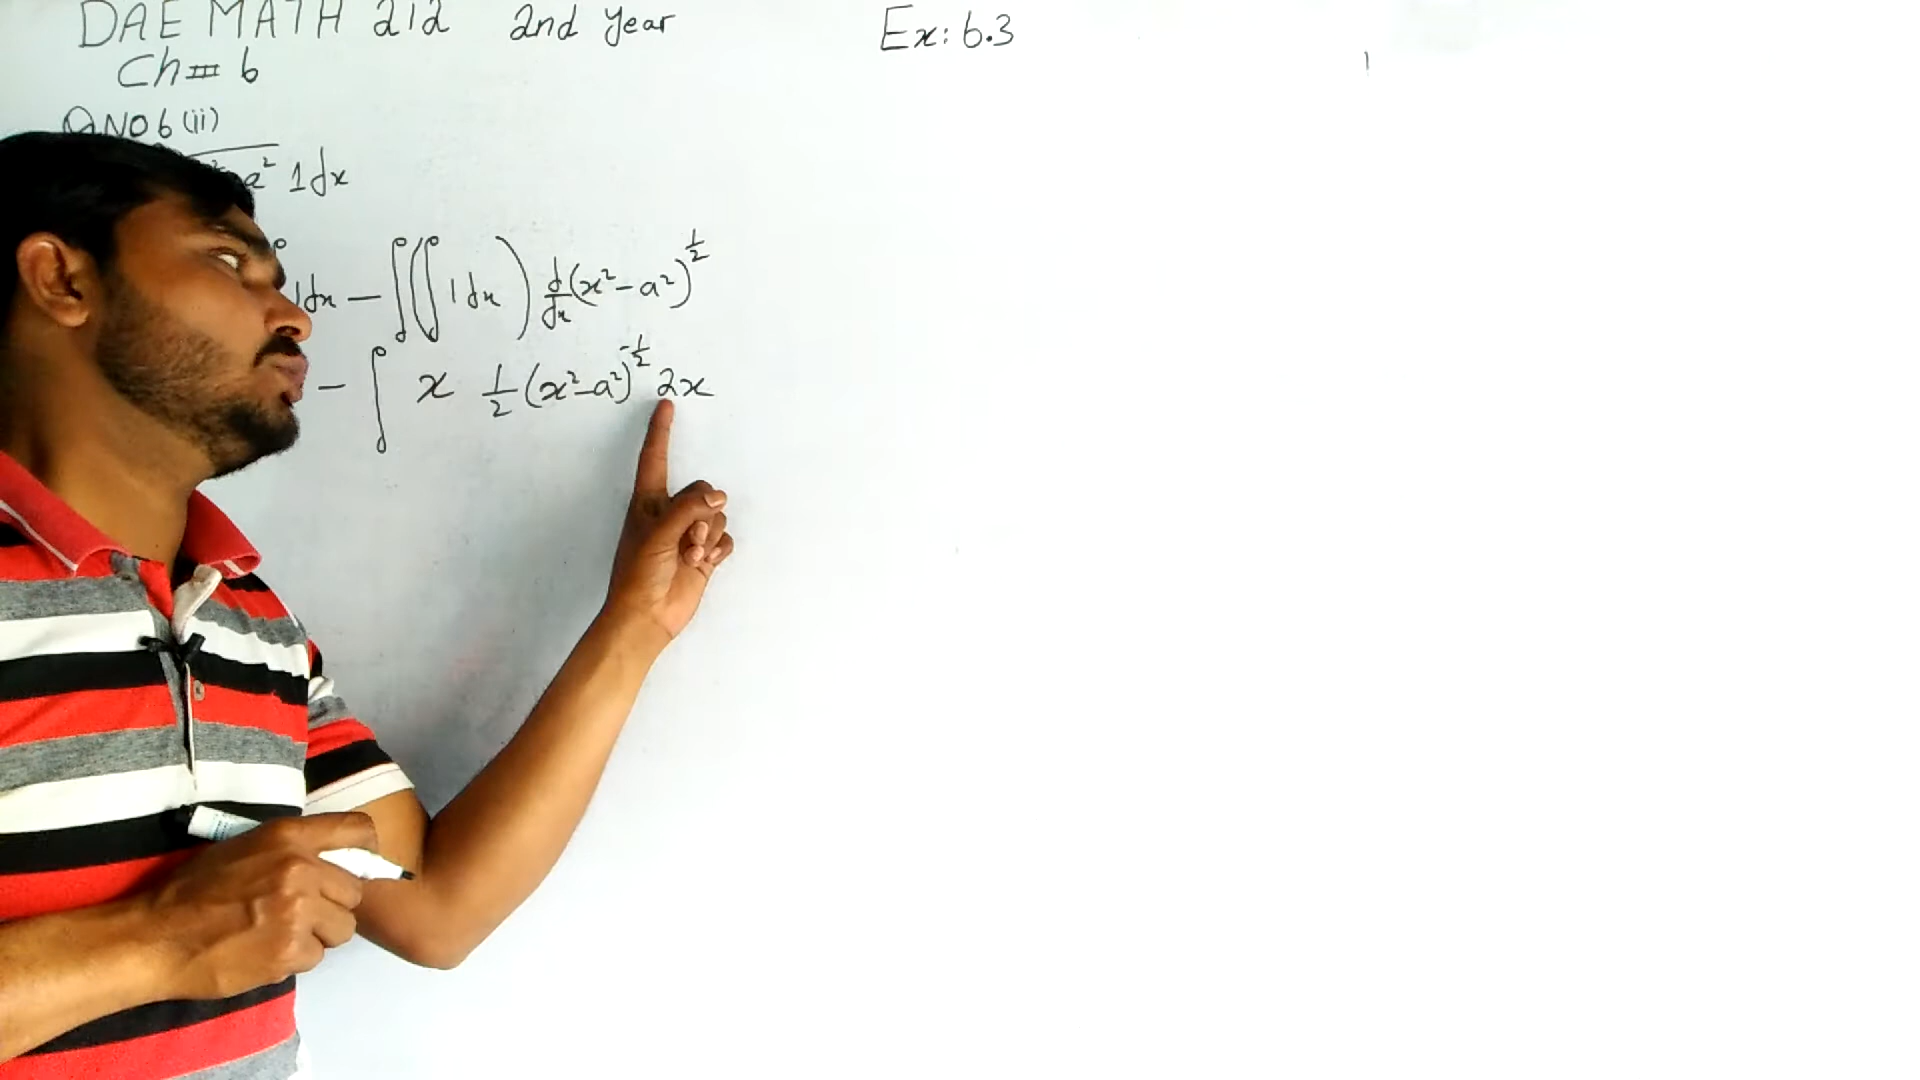 DAE MATH 212 2nd Year Ex: 6.3
Ch = 6
QNO 6 (ii)
a² 1dx
1dx − ∫(∫ 1dx) d/dx (x² − a²)^½
− ∫ x ½ (x² − a²)^-½ 2x